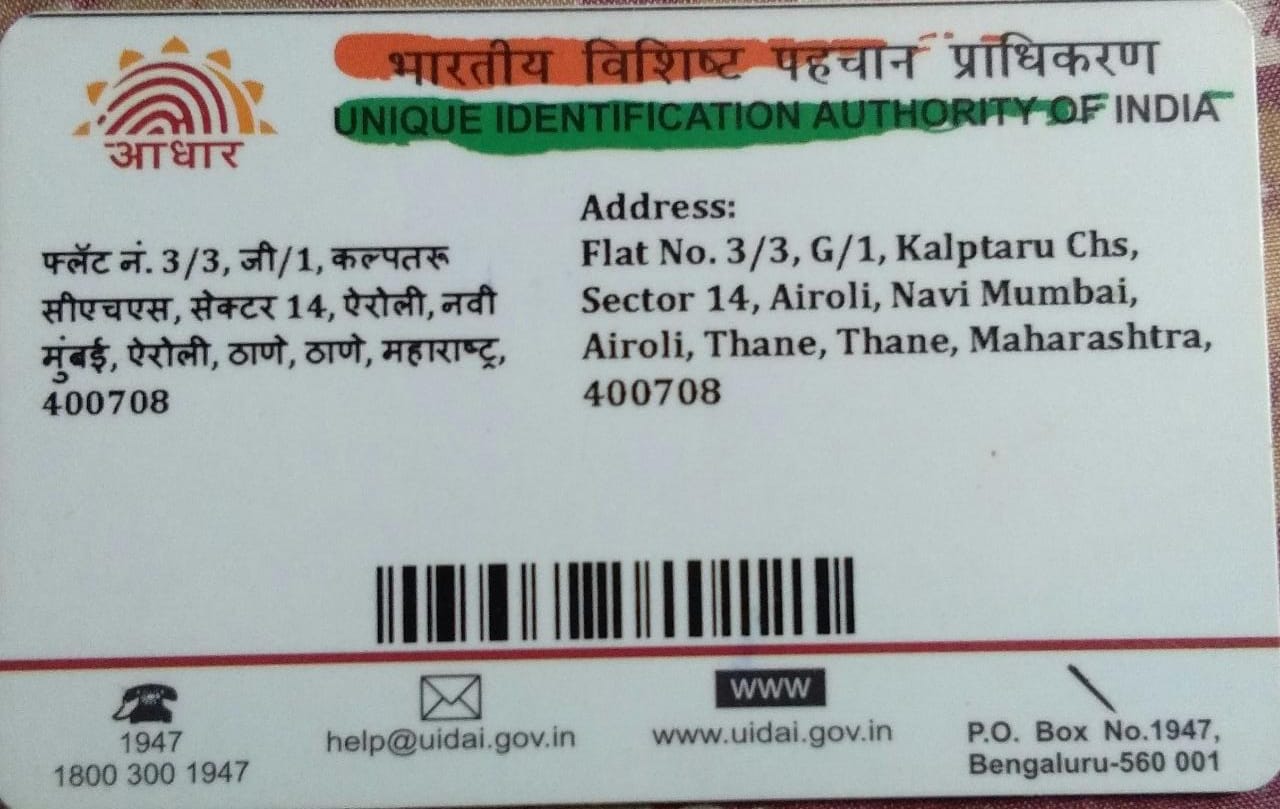 भारतीय विशिष्ट पहचान प्राधिकरण
UNIQUE IDENTIFICATION AUTHORITY OF INDIA
आधार
फ्लॅट नं. 3/3, जी/1, कल्पतरू
सीएचएस, सेक्टर 14, ऐरोली, नवी
मुंबई, ऐरोली, ठाणे, ठाणे, महाराष्ट्र,
400708
Address:
Flat No. 3/3, G/1, Kalptaru Chs,
Sector 14, Airoli, Navi Mumbai,
Airoli, Thane, Thane, Maharashtra,
400708
1947
1800 300 1947
help@uidai.gov.in
WWW
www.uidai.gov.in
P.O. Box No.1947,
Bengaluru-560 001